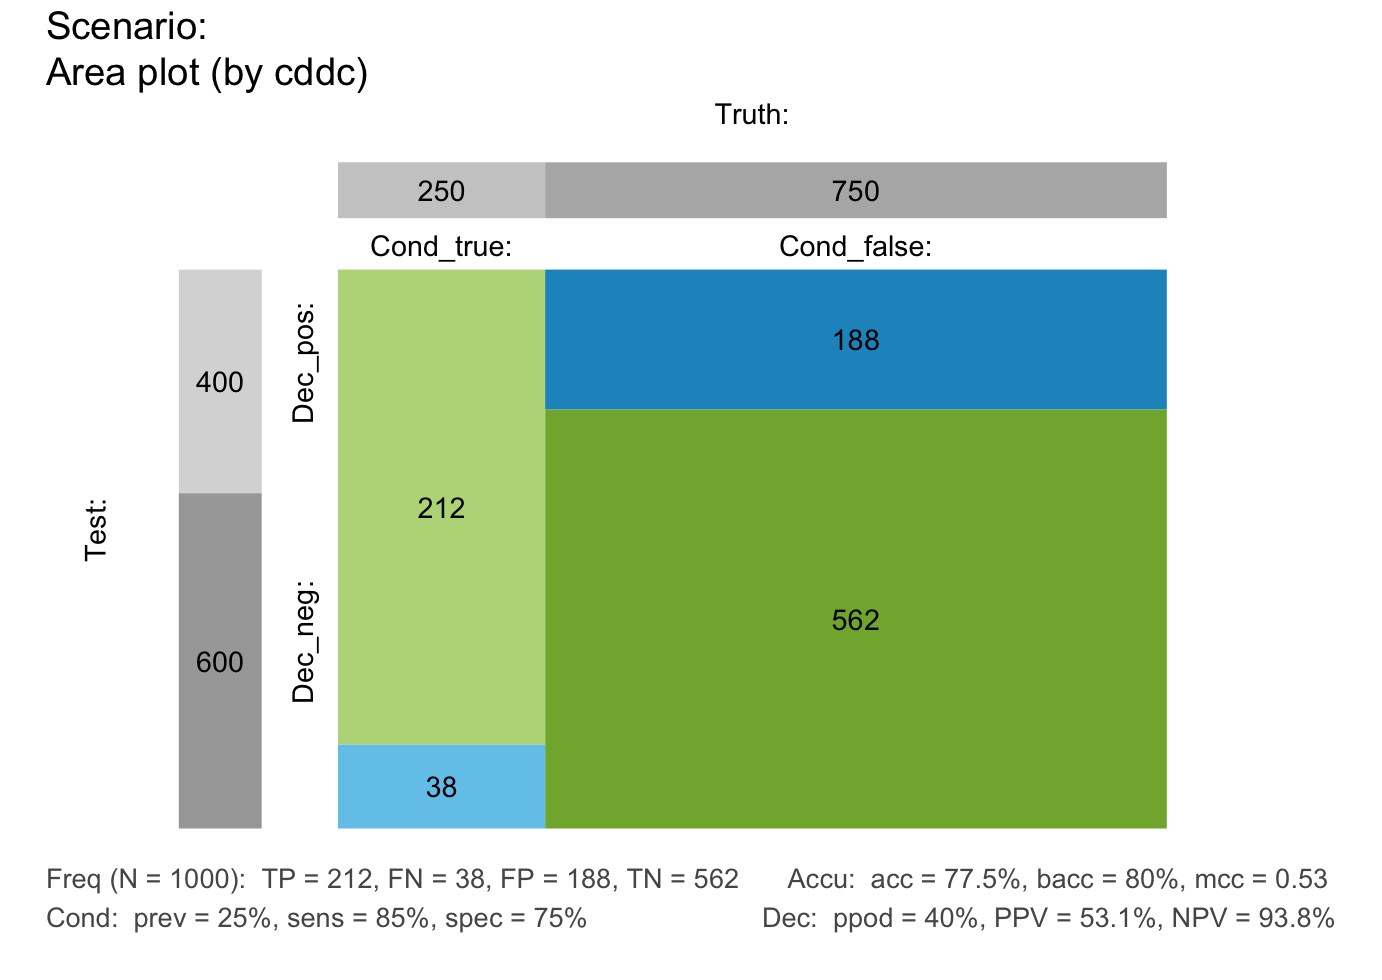 Scenario:
Area plot (by cddc)
Truth:
250 750
Cond_true: Cond_false:
Test:
400
600
Dec_pos:
Dec_neg:
188
212
562
38
Freq (N = 1000):  TP = 212, FN = 38, FP = 188, TN = 562 Accu:  acc = 77.5%, bacc = 80%, mcc = 0.53
Cond:  prev = 25%, sens = 85%, spec = 75% Dec:  ppod = 40%, PPV = 53.1%, NPV = 93.8%